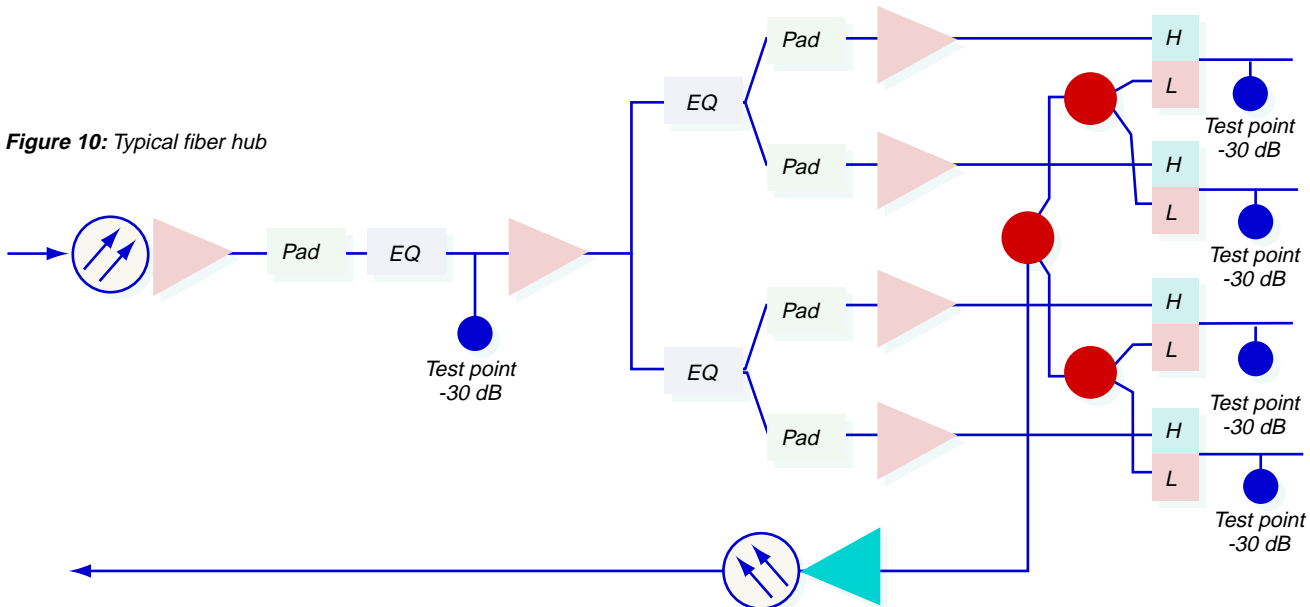 Figure 10: Typical fiber hub
Pad
H
EQ
L
Test point
-30 dB
Pad
H
L
Test point
-30 dB
Pad
EQ
Test point
-30 dB
Pad
H
L
EQ
Test point
-30 dB
Pad
H
L
Test point
-30 dB